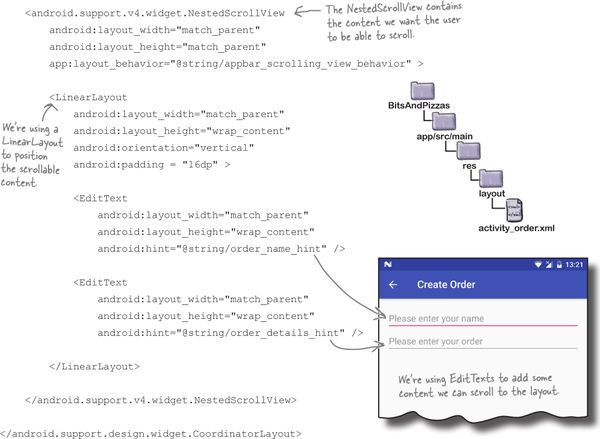 <android.support.v4.widget.NestedScrollView
android:layout_width="match_parent"
android:layout_height="match_parent"
app:layout_behavior="@string/appbar_scrolling_view_behavior" >
The NestedScrollView contains
the content we want the user
to be able to scroll.
<LinearLayout
android:layout_width="match_parent"
android:layout_height="wrap_content"
android:orientation="vertical"
android:padding = "16dp" >
We're using a
LinearLayout
to position
the scrollable
content.
BitsAndPizzas
app/src/main
res
layout
activity_order.xml
<EditText
android:layout_width="match_parent"
android:layout_height="wrap_content"
android:hint="@string/order_name_hint" />
<EditText
android:layout_width="match_parent"
android:layout_height="wrap_content"
android:hint="@string/order_details_hint" />
</LinearLayout>
</android.support.v4.widget.NestedScrollView>
</android.support.design.widget.CoordinatorLayout>
13:21
Create Order
Please enter your name
Please enter your order
We're using EditTexts to add some
content we can scroll to the layout.